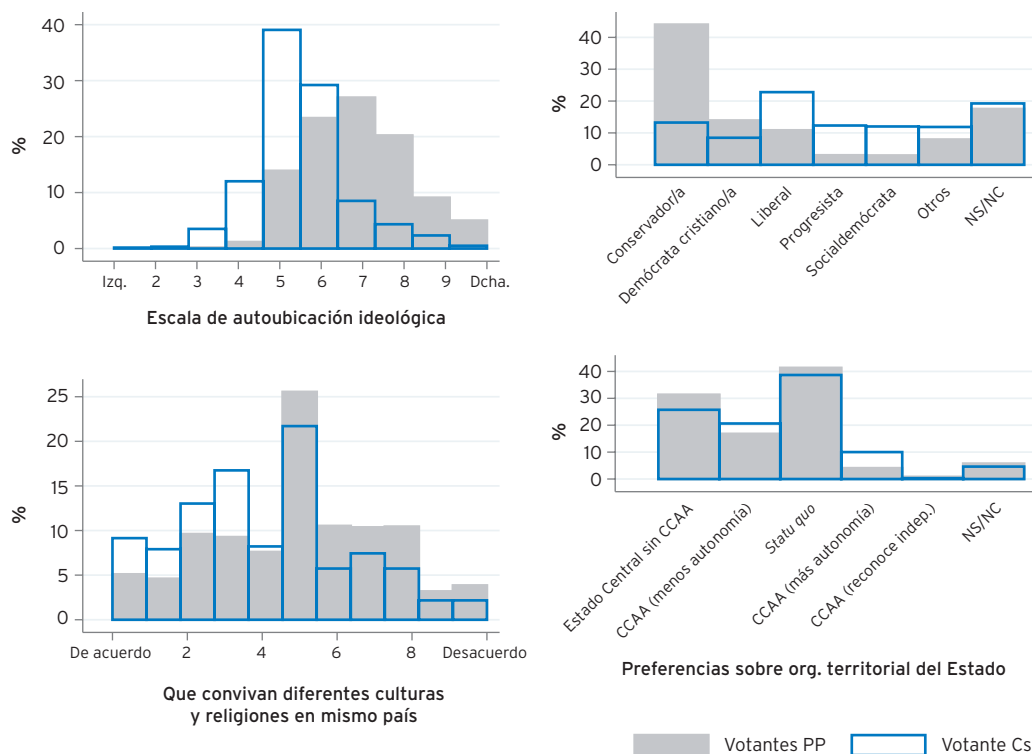 40
30
20
10
0
%
Izq. 2 3 4 5 6 7 8 9 Dcha.
Escala de autoubicación ideológica
40
30
20
10
0
%
Conservador/a
Demócrata cristiano/a
Liberal
Progresista
Socialdemócrata
Otros
NS/NC
25
20
15
10
5
0
%
De acuerdo 2 4 6 8 Desacuerdo
Que convivan diferentes culturas
y religiones en mismo país
40
30
20
10
0
%
Estado Central sin CCAA
CCAA (menos autonomía)
Statu quo
CCAA (más autonomía)
CCAA (reconoce indep.)
NS/NC
Preferencias sobre org. territorial del Estado
Votantes PP Votante Cs